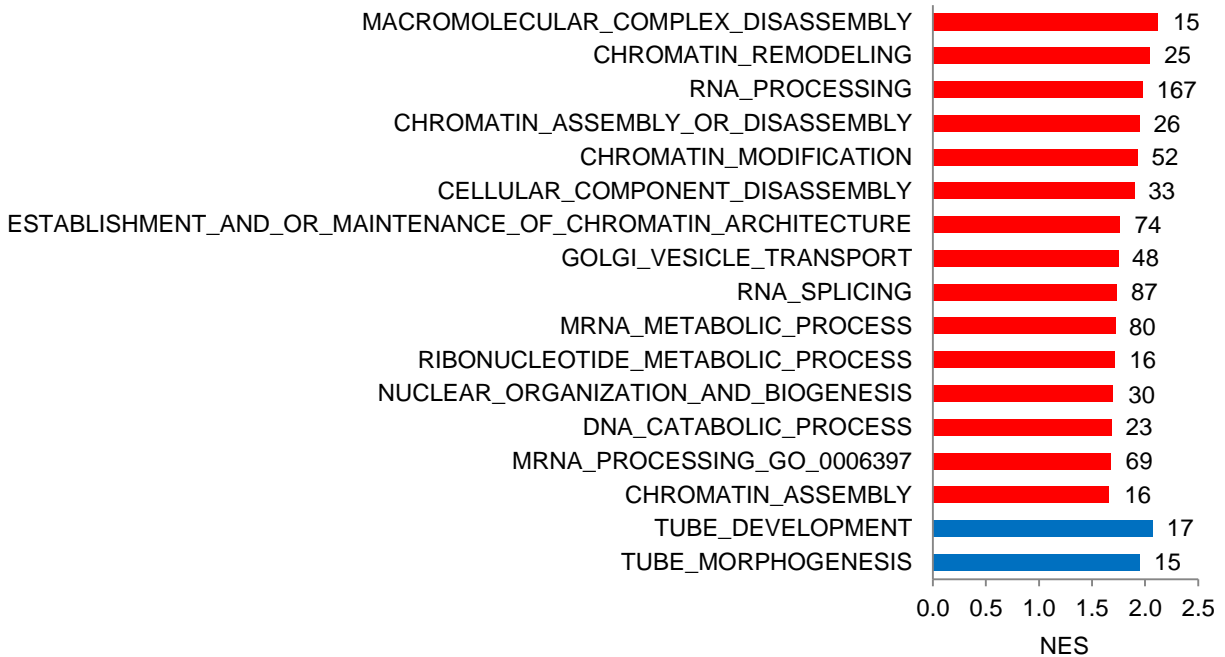 MACROMOLECULAR_COMPLEX_DISASSEMBLY 15
CHROMATIN_REMODELING 25
RNA_PROCESSING 167
CHROMATIN_ASSEMBLY_OR_DISASSEMBLY 26
CHROMATIN_MODIFICATION 52
CELLULAR_COMPONENT_DISASSEMBLY 33
ESTABLISHMENT_AND_OR_MAINTENANCE_OF_CHROMATIN_ARCHITECTURE 74
GOLGI_VESICLE_TRANSPORT 48
RNA_SPLICING 87
MRNA_METABOLIC_PROCESS 80
RIBONUCLEOTIDE_METABOLIC_PROCESS 16
NUCLEAR_ORGANIZATION_AND_BIOGENESIS 30
DNA_CATABOLIC_PROCESS 23
MRNA_PROCESSING_GO_0006397 69
CHROMATIN_ASSEMBLY 16
TUBE_DEVELOPMENT 17
TUBE_MORPHOGENESIS 15
0.0 0.5 1.0 1.5 2.0 2.5
NES